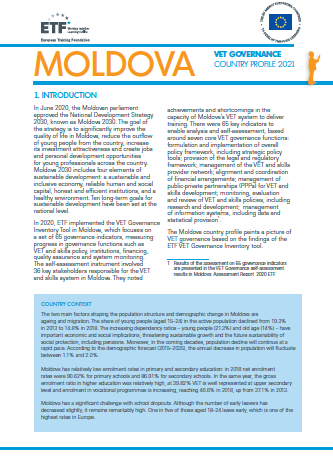 ETF
Working together
Learning for life
European Training Foundation
MOLDOVA
VET GOVERNANCE
COUNTRY PROFILE 2021
1. INTRODUCTION
In June 2020, the Moldovan parliament
approved the National Development Strategy
2030, known as Moldova 2030. The goal of
the strategy is to significantly improve the
quality of life in Moldova, reduce the outflow
of young people from the country, increase
its investment attractiveness and create jobs
and personal development opportunities
for young professionals across the country.
Moldova 2030 includes four elements of
sustainable development: a sustainable and
inclusive economy, reliable human and social
capital, honest and efficient institutions, and a
healthy environment. Ten long-term goals for
sustainable development have been set at the
national level.
In 2020, ETF implemented the VET Governance
Inventory Tool in Moldova, which focuses on
a set of 65 governance indicators, measuring
progress in governance functions such as
VET and skills policy, institutions, financing,
quality assurance and system monitoring.
The self-assessment instrument involved
36 key stakeholders responsible for the VET
and skills system in Moldova. They noted
achievements and shortcomings in the
capacity of Moldova's VET system to deliver
training. There were 65 key indicators to
enable analysis and self-assessment, based
around seven core VET governance functions:
formulation and implementation of overall
policy framework, including strategic policy
tools; provision of the legal and regulatory
framework; management of the VET and skills
provider network; alignment and coordination
of financial arrangements; management of
public-private partnerships (PPPs) for VET and
skills development; monitoring, evaluation
and review of VET and skills policies, including
research and development; management
of information systems, including data and
statistical provision.
The Moldova country profile paints a picture of
VET governance based on the findings of the
ETF VET Governance Inventory tool.
1 Results of the assessment on 65 governance indicators
are presented in the VET Governance self-assessment
results in Moldova: Assessment Report 2020 ETF
COUNTRY CONTEXT
The two main factors shaping the population structure and demographic change in Moldova are
ageing and migration. The share of young people (aged 15-24) in the active population declined from 19.3%
in 2012 to 14.8% in 2018. The increasing dependency ratio – young people (21.3%) and old age (14%) – have
important economic and social implications, threatening sustainable growth and the future sustainability of
social protection, including pensions. Moreover, in the coming decades, population decline will continue at a
rapid pace. According to the demographic forecast (2015-2035), the annual decrease in population will fluctuate
between 1.1% and 2.0%.
Moldova has relatively low enrolment rates in primary and secondary education: in 2018 net enrolment
rates were 90.62% for primary schools and 86.91% for secondary schools. In the same year, the gross
enrolment ratio in higher education was relatively high, at 39.82% VET is well represented at upper secondary
level and enrolment in vocational programmes is increasing, reaching 45.6% in 2018, up from 37.1% in 2013.
Moldova has a significant challenge with school dropouts. Although the number of early leavers has
decreased slightly, it remains remarkably high. One in five of those aged 18-24 leave early, which is one of the
highest rates in Europe.